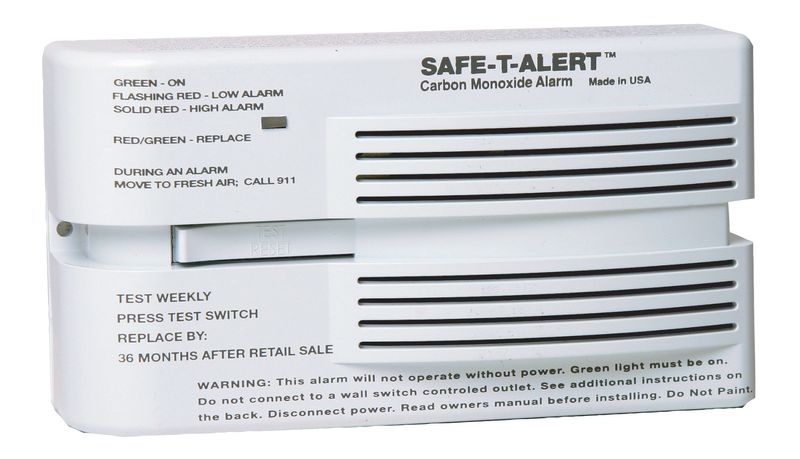 SAFE-T-ALERT™
Carbon Monoxide Alarm Made in USA
GREEN - ON
FLASHING RED - LOW ALARM
SOLID RED - HIGH ALARM
RED/GREEN - REPLACE
DURING AN ALARM
MOVE TO FRESH AIR; CALL 911
TEST
RESET
TEST WEEKLY
PRESS TEST SWITCH
REPLACE BY:
36 MONTHS AFTER RETAIL SALE
WARNING: This alarm will not operate without power. Green light must be on.
Do not connect to a wall switch controled outlet. See additional instructions on
the back. Disconnect power. Read owners manual before installing. Do Not Paint.